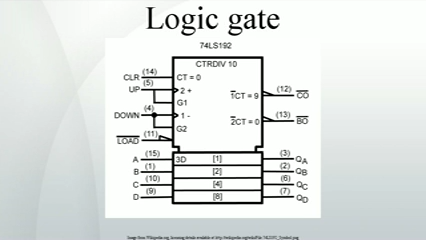 Logic gate
74LS192
CTRDIV 10
CLR (14) CT = 0
UP (5) 2 + 1CT = 9 (12) CO
G1
DOWN (4) 1 - 2CT = 0 (13) BO
G2
LOAD (11)
A (15) 3D [1] (3) QA
B (1) [2] (2) QB
C (10) [4] (6) QC
D (9) [8] (7) QD